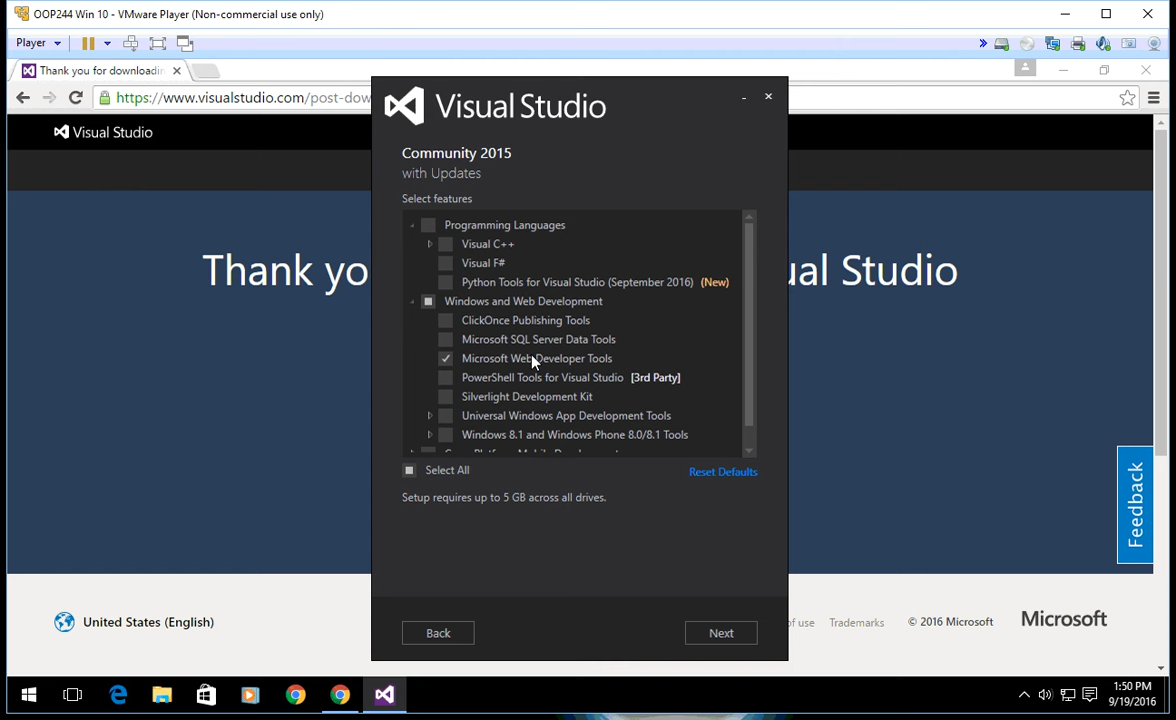 OOP244 Win 10 - VMware Player (Non-commercial use only)
Player
Thank you for downloadin
https://www.visualstudio.com/post-dow
Visual Studio
Thank yo
ual Studio
Visual Studio
Community 2015
with Updates
Select features
Programming Languages
Visual C++
Visual F#
Python Tools for Visual Studio (September 2016) (New)
Windows and Web Development
ClickOnce Publishing Tools
Microsoft SQL Server Data Tools
Microsoft Web Developer Tools
PowerShell Tools for Visual Studio [3rd Party]
Silverlight Development Kit
Universal Windows App Development Tools
Windows 8.1 and Windows Phone 8.0/8.1 Tools
Select All
Reset Defaults
Setup requires up to 5 GB across all drives.
Back
Next
Feedback
United States (English)
of use
Trademarks
© 2016 Microsoft
Microsoft
1:50 PM
9/19/2016